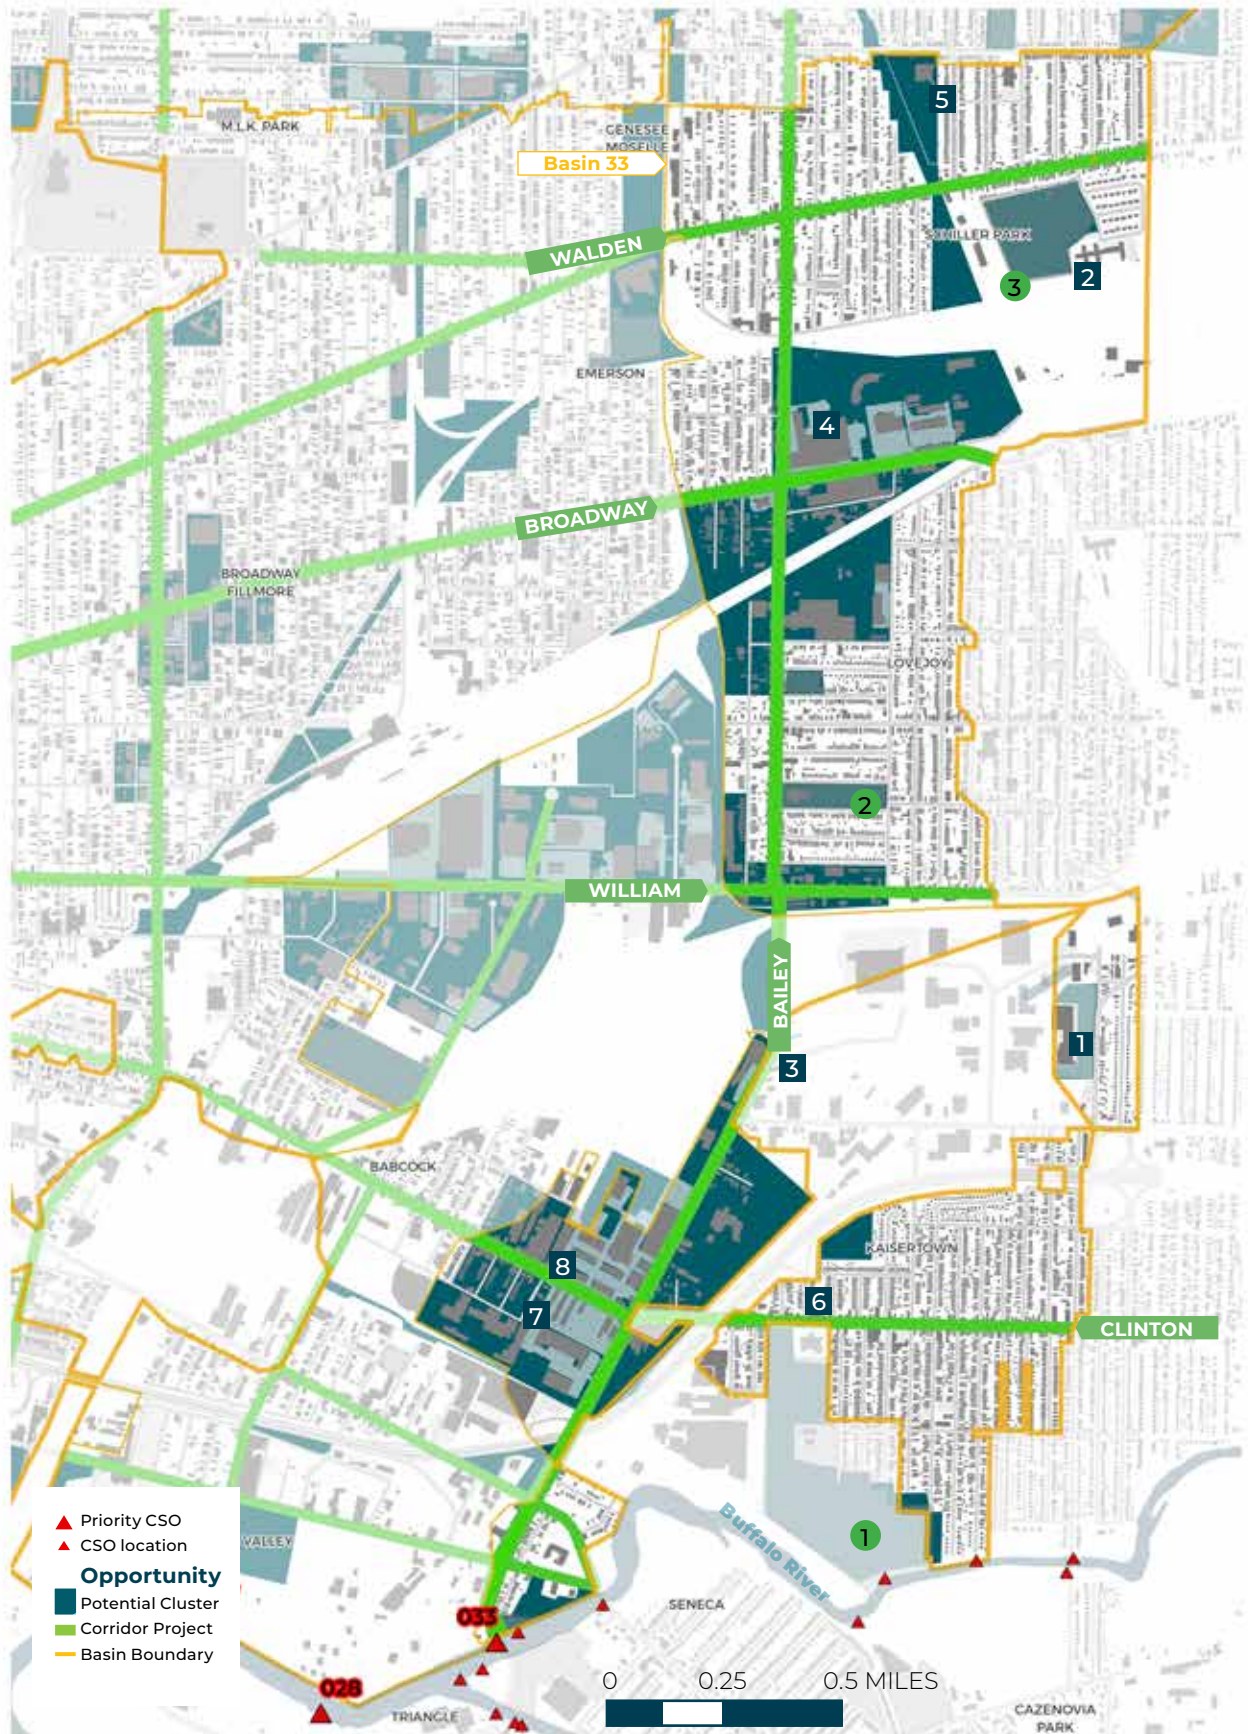 5
M.L.K. PARK
GENESEE
MOSELLE
Basin 33
WALDEN
SCHILLER PARK
2
3
EMERSON
4
BROADWAY
BROADWAY
FILLMORE
LOVEJOY
2
WILLIAM
BAILEY
1
3
BABCOCK
KAISERTOWN
8
6
7
CLINTON
Buffalo River
1
Priority CSO
CSO location
Opportunity
Potential Cluster
Corridor Project
Basin Boundary
VALLEY
033
SENECA
028
TRIANGLE
0 0.25 0.5 MILES
CAZENOVIA
PARK